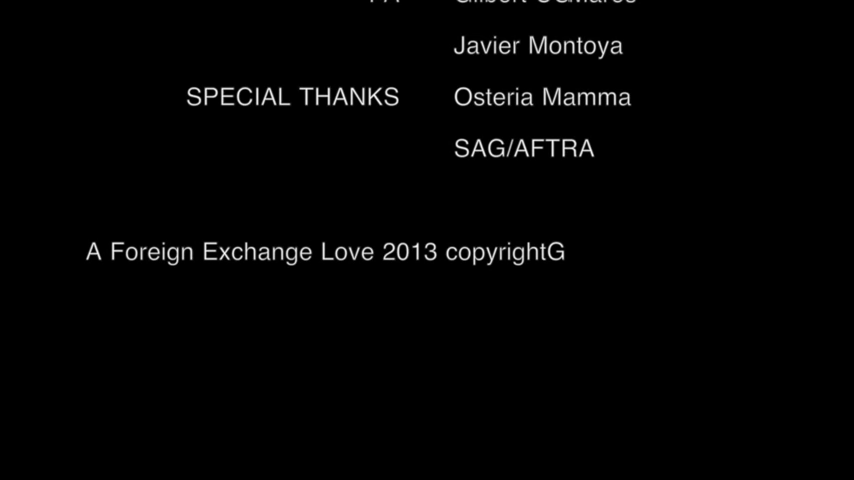 Javier Montoya
SPECIAL THANKS Osteria Mamma
SAG/AFTRA
A Foreign Exchange Love 2013 copyrightG